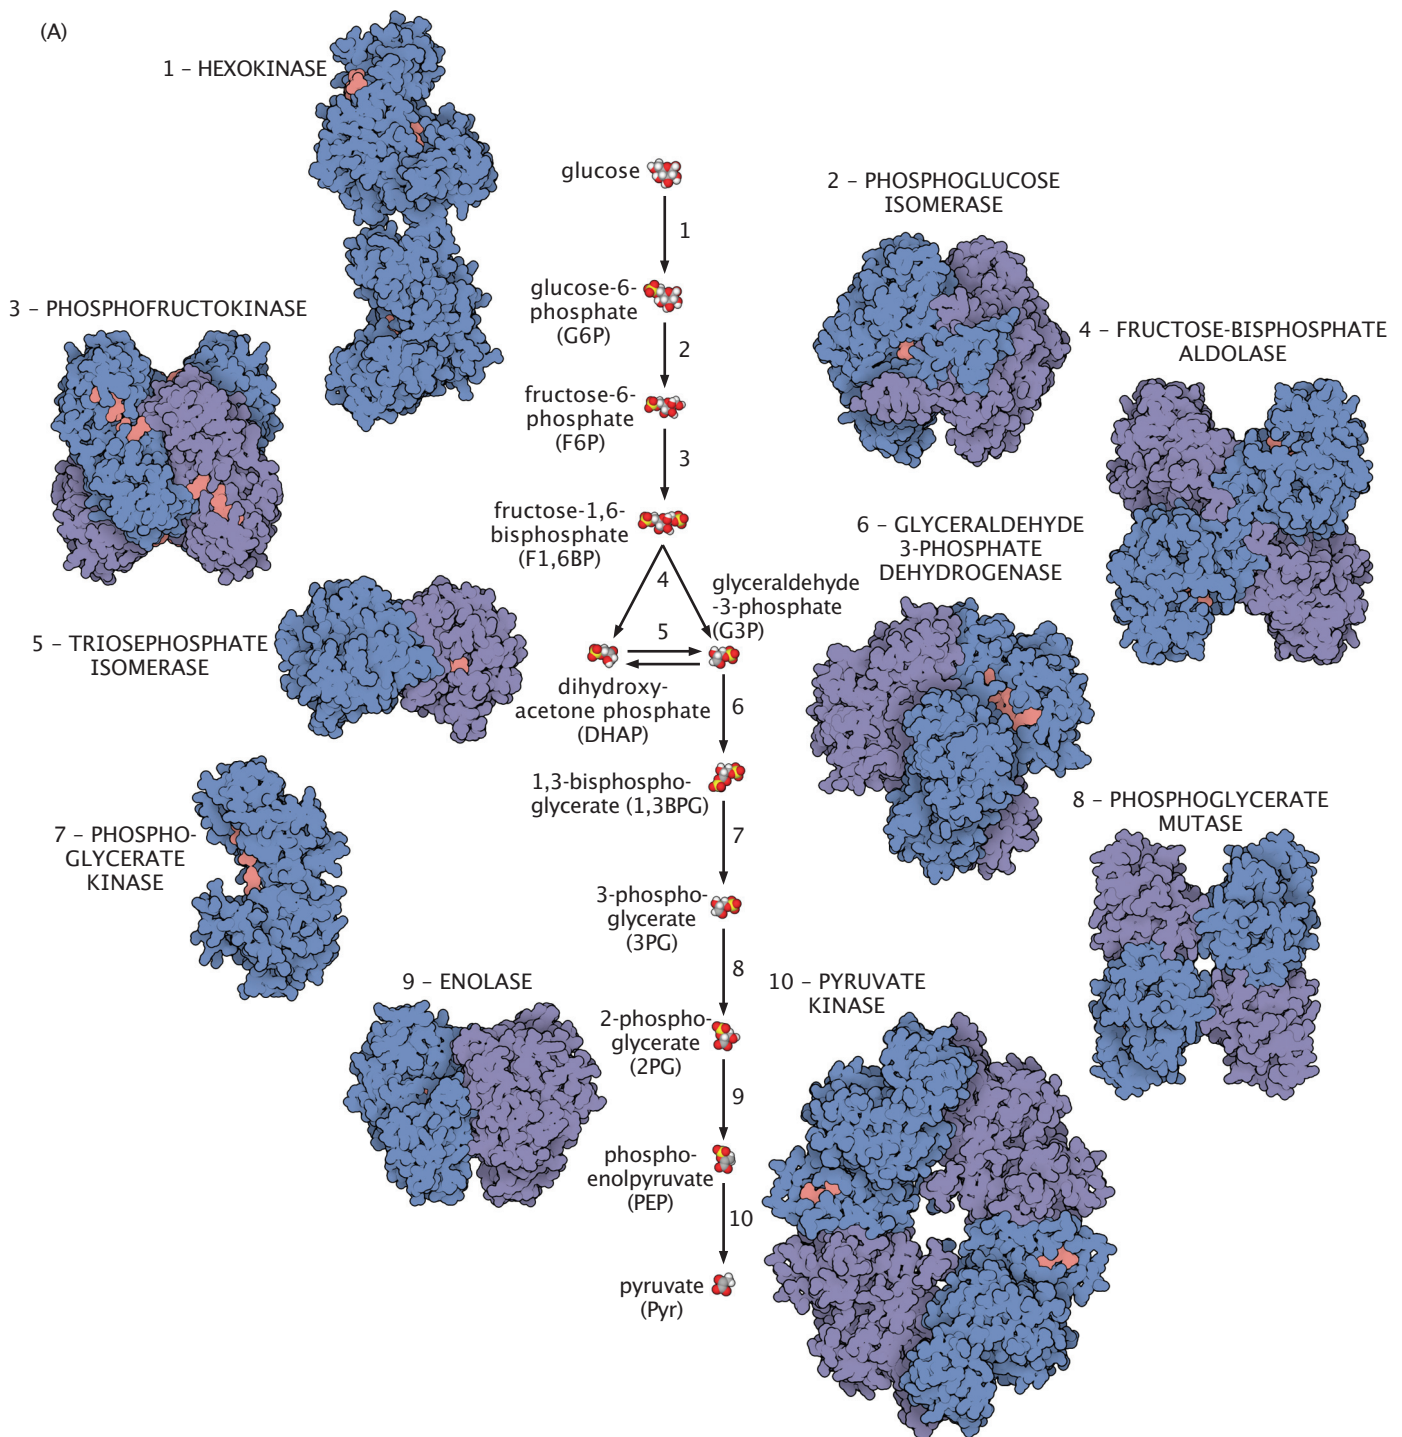 (A)
1 – HEXOKINASE
glucose
1
2 – PHOSPHOGLUCOSE
ISOMERASE
glucose-6-
phosphate
(G6P)
3 – PHOSPHOFRUCTOKINASE
2
4 – FRUCTOSE-BISPHOSPHATE
ALDOLASE
fructose-6-
phosphate
(F6P)
3
fructose-1,6-
bisphosphate
(F1,6BP)
6 – GLYCERALDEHYDE
3-PHOSPHATE
DEHYDROGENASE
4
glyceraldehyde
-3-phosphate
(G3P)
5 – TRIOSEPHOSPHATE
ISOMERASE
5
dihydroxy-
acetone phosphate
(DHAP)
6
1,3-bisphospho-
glycerate (1,3BPG)
8 – PHOSPHOGLYCERATE
MUTASE
7 – PHOSPHO-
GLYCERATE
KINASE
7
3-phospho-
glycerate
(3PG)
8
9 – ENOLASE
10 – PYRUVATE
KINASE
2-phospho-
glycerate
(2PG)
9
phospho-
enolpyruvate
(PEP)
10
pyruvate
(Pyr)